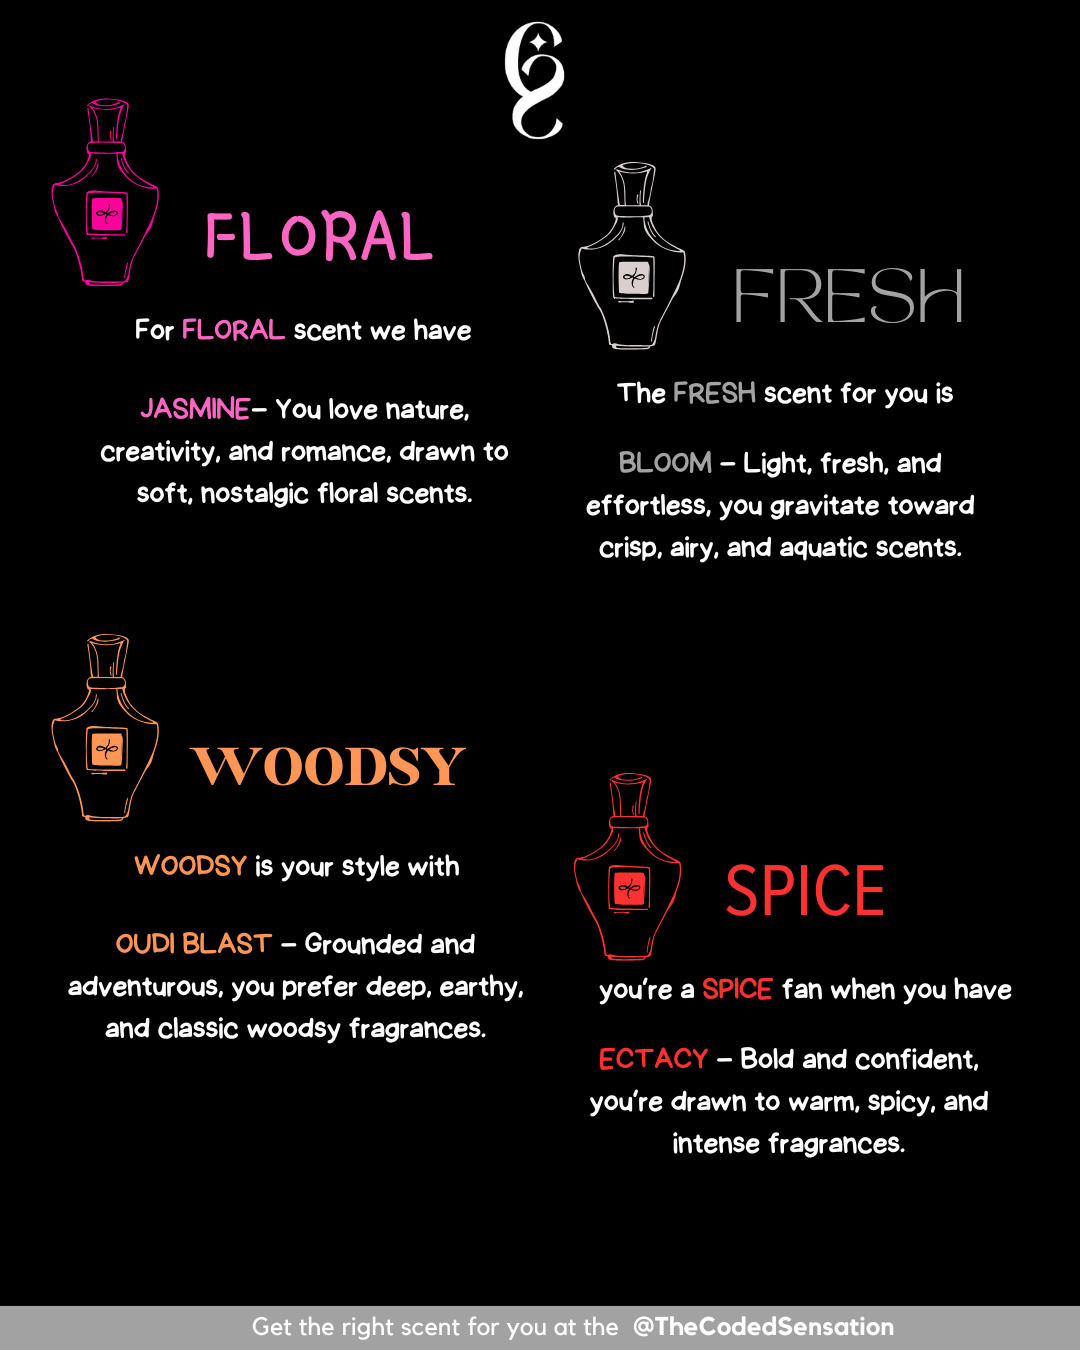 FLORAL
For FLORAL scent we have
JASMINE– You love nature,
creativity, and romance, drawn to
soft, nostalgic floral scents.
FRESH
The FRESH scent for you is
BLOOM – Light, fresh, and
effortless, you gravitate toward
crisp, airy, and aquatic scents.
WOODSY
WOODSY is your style with
OUDI BLAST – Grounded and
adventurous, you prefer deep, earthy,
and classic woodsy fragrances.
SPICE
you're a SPICE fan when you have
ECTACY – Bold and confident,
you're drawn to warm, spicy, and
intense fragrances.
Get the right scent for you at the @TheCodedSensation